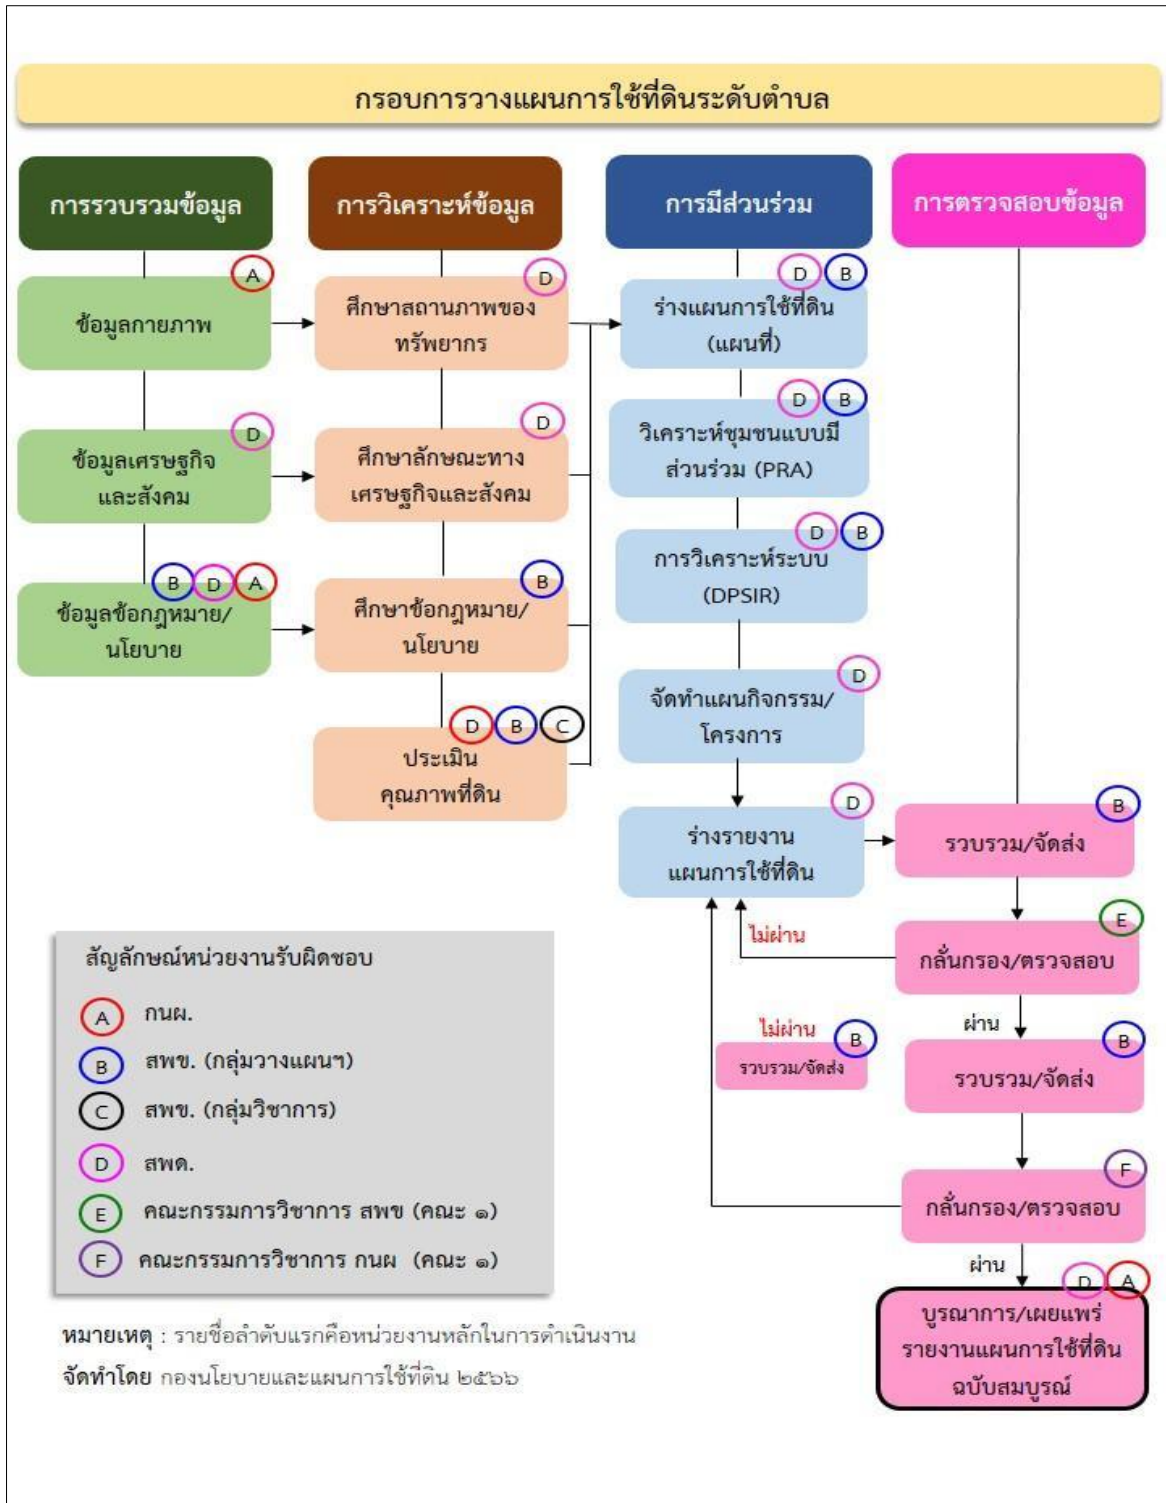 กรอบการวางแผนการใช้ที่ดินระดับตำบล
การรวบรวมข้อมูล
การวิเคราะห์ข้อมูล
การมีส่วนร่วม
การตรวจสอบข้อมูล
A
ข้อมูลกายภาพ
D
ศึกษาสถานภาพของ
ทรัพยากร
D B
ร่างแผนการใช้ที่ดิน
(แผนที่)
D
ข้อมูลเศรษฐกิจ
และสังคม
D
ศึกษาลักษณะทาง
เศรษฐกิจและสังคม
D B
วิเคราะห์ชุมชนแบบมี
ส่วนร่วม (PRA)
D B
การวิเคราะห์ระบบ
(DPSIR)
B D A
ข้อมูลข้อกฎหมาย/
นโยบาย
B
ศึกษาข้อกฎหมาย/
นโยบาย
D
จัดทำแผนกิจกรรม/
โครงการ
D B C
ประเมิน
คุณภาพที่ดิน
D
ร่างรายงาน
แผนการใช้ที่ดิน
B
รวบรวม/จัดส่ง
E
กลั่นกรอง/ตรวจสอบ
ไม่ผ่าน
ผ่าน
ไม่ผ่าน
B
รวบรวม/จัดส่ง
B
รวบรวม/จัดส่ง
F
กลั่นกรอง/ตรวจสอบ
ผ่าน
D A
บูรณาการ/เผยแพร่
รายงานแผนการใช้ที่ดิน
ฉบับสมบูรณ์
สัญลักษณ์หน่วยงานรับผิดชอบ
A กนผ.
B สพข. (กลุ่มวางแผนฯ)
C สพข. (กลุ่มวิชาการ)
D สพด.
E คณะกรรมการวิชาการ สพข (คณะ ๑)
F คณะกรรมการวิชาการ กนผ (คณะ ๑)
หมายเหตุ : รายชื่อลำดับแรกคือหน่วยงานหลักในการดำเนินงาน
จัดทำโดย กองนโยบายและแผนการใช้ที่ดิน ๒๕๖๖